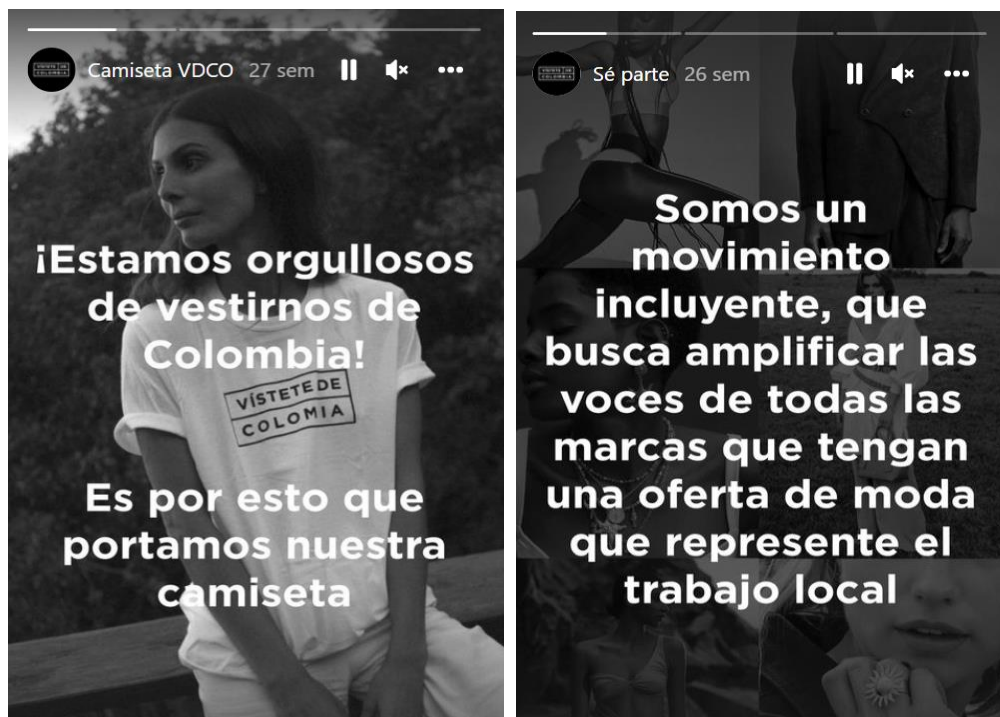 Camiseta VDCO 27 sem
¡Estamos orgullosos
de vestirnos de
Colombia!
VÍSTETE DE
COLOMIA
Es por esto que
portamos nuestra
camiseta
Sé parte 26 sem
Somos un
movimiento
incluyente, que
busca amplificar las
voces de todas las
marcas que tengan
una oferta de moda
que represente el
trabajo local